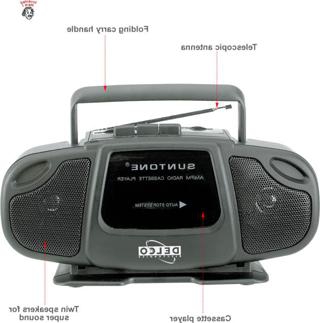 Folding carry handle
Telescopic antenna
SUNTONE®
AM/FM RADIO CASSETTE PLAYER
AUTO STOP SYSTEM
DELCO
Twin speakers for
super sound
Cassette player